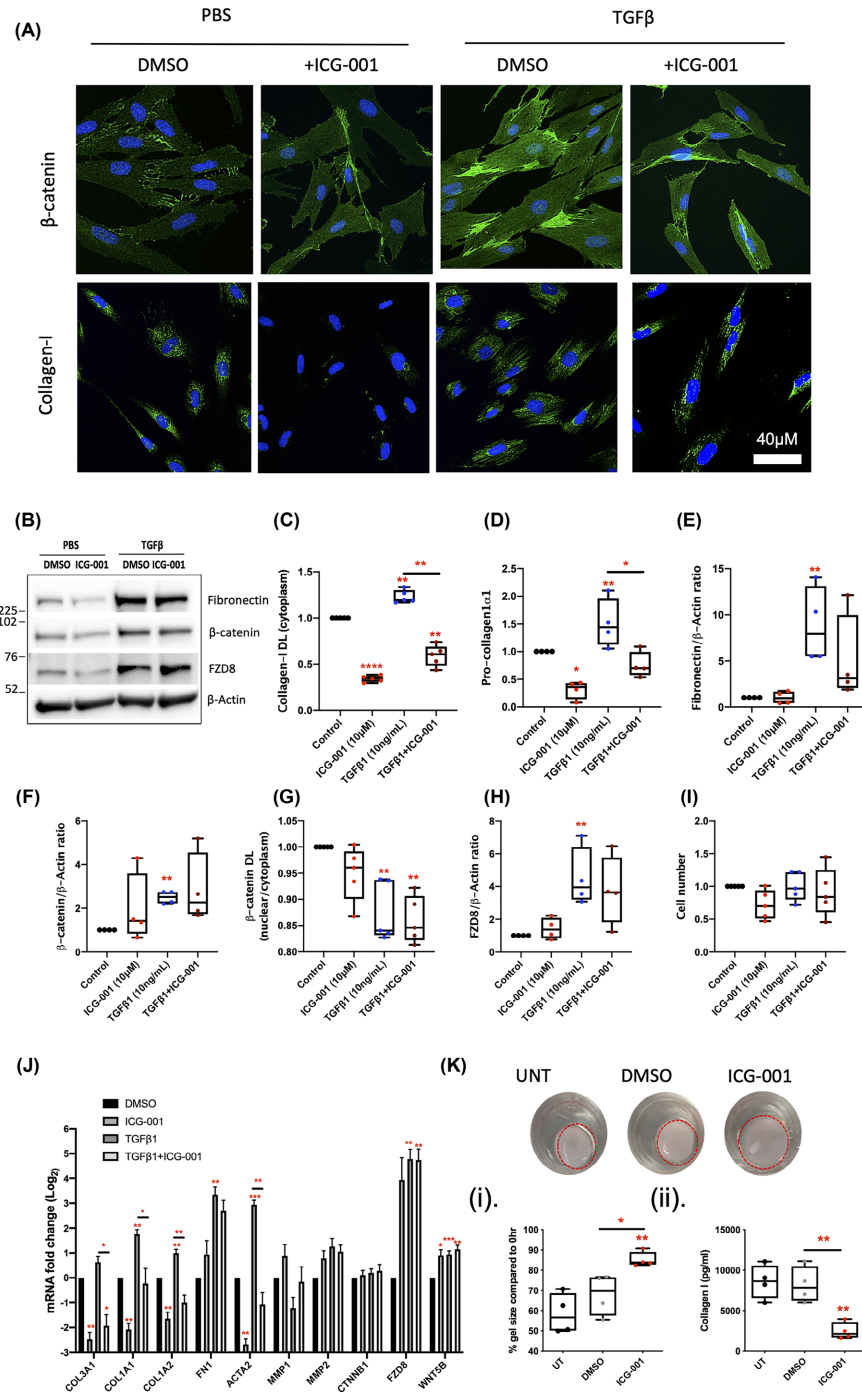 (A)
PBS
TGFβ
DMSO
+ICG-001
DMSO
+ICG-001
β-catenin
Collagen-I
40μM
(B)
PBS
TGFβ
DMSO ICG-001
DMSO ICG-001
225
102
76
52
Fibronectin
β-catenin
FZD8
β-Actin
(C)
Collagen-I DL (cytoplasm)
1.5
1.0
0.5
0.0
****
**
**
**
Control
ICG-001 (10μM)
TGFβ1 (10ng/mL)
TGFβ1+ICG-001
(D)
Pro-collagen1α1
2.5
2.0
1.5
1.0
0.5
0.0
*
**
*
Control
ICG-001 (10μM)
TGFβ1 (10ng/mL)
TGFβ1+ICG-001
(E)
Fibronectin/β-Actin ratio
15
10
5
0
**
Control
ICG-001 (10μM)
TGFβ1 (10ng/mL)
TGFβ1+ICG-001
(F)
β-catenin/β-Actin ratio
6
4
2
0
**
Control
ICG-001 (10μM)
TGFβ1 (10ng/mL)
TGFβ1+ICG-001
(G)
β-catenin DL
(nuclear/cytoplasm)
1.05
1.00
0.95
0.90
0.85
0.80
**
**
Control
ICG-001 (10μM)
TGFβ1 (10ng/mL)
TGFβ1+ICG-001
(H)
FZD8/β-Actin ratio
8
6
4
2
0
**
Control
ICG-001 (10μM)
TGFβ1 (10ng/mL)
TGFβ1+ICG-001
(I)
Cell number
2.0
1.5
1.0
0.5
0.0
Control
ICG-001 (10μM)
TGFβ1 (10ng/mL)
TGFβ1+ICG-001
(J)
DMSO
ICG-001
TGFβ1
TGFβ1+ICG-001
mRNA fold change (Log₂)
6
5
4
3
2
1
0
-1
-2
-3
**
*
*
**
**
*
**
**
**
**
**
***
**
**
**
*
***
**
COL3A1
COL1A1
COL1A2
FN1
ACTA2
MMP1
MMP2
CTNNB1
FZD8
WNT5B
(K)
UNT
DMSO
ICG-001
(i).
% gel size compared to 0hr
100
90
80
70
60
50
40
*
**
UT
DMSO
ICG-001
(ii).
Collagen I (pg/ml)
15000
10000
5000
0
**
**
UT
DMSO
ICG-001